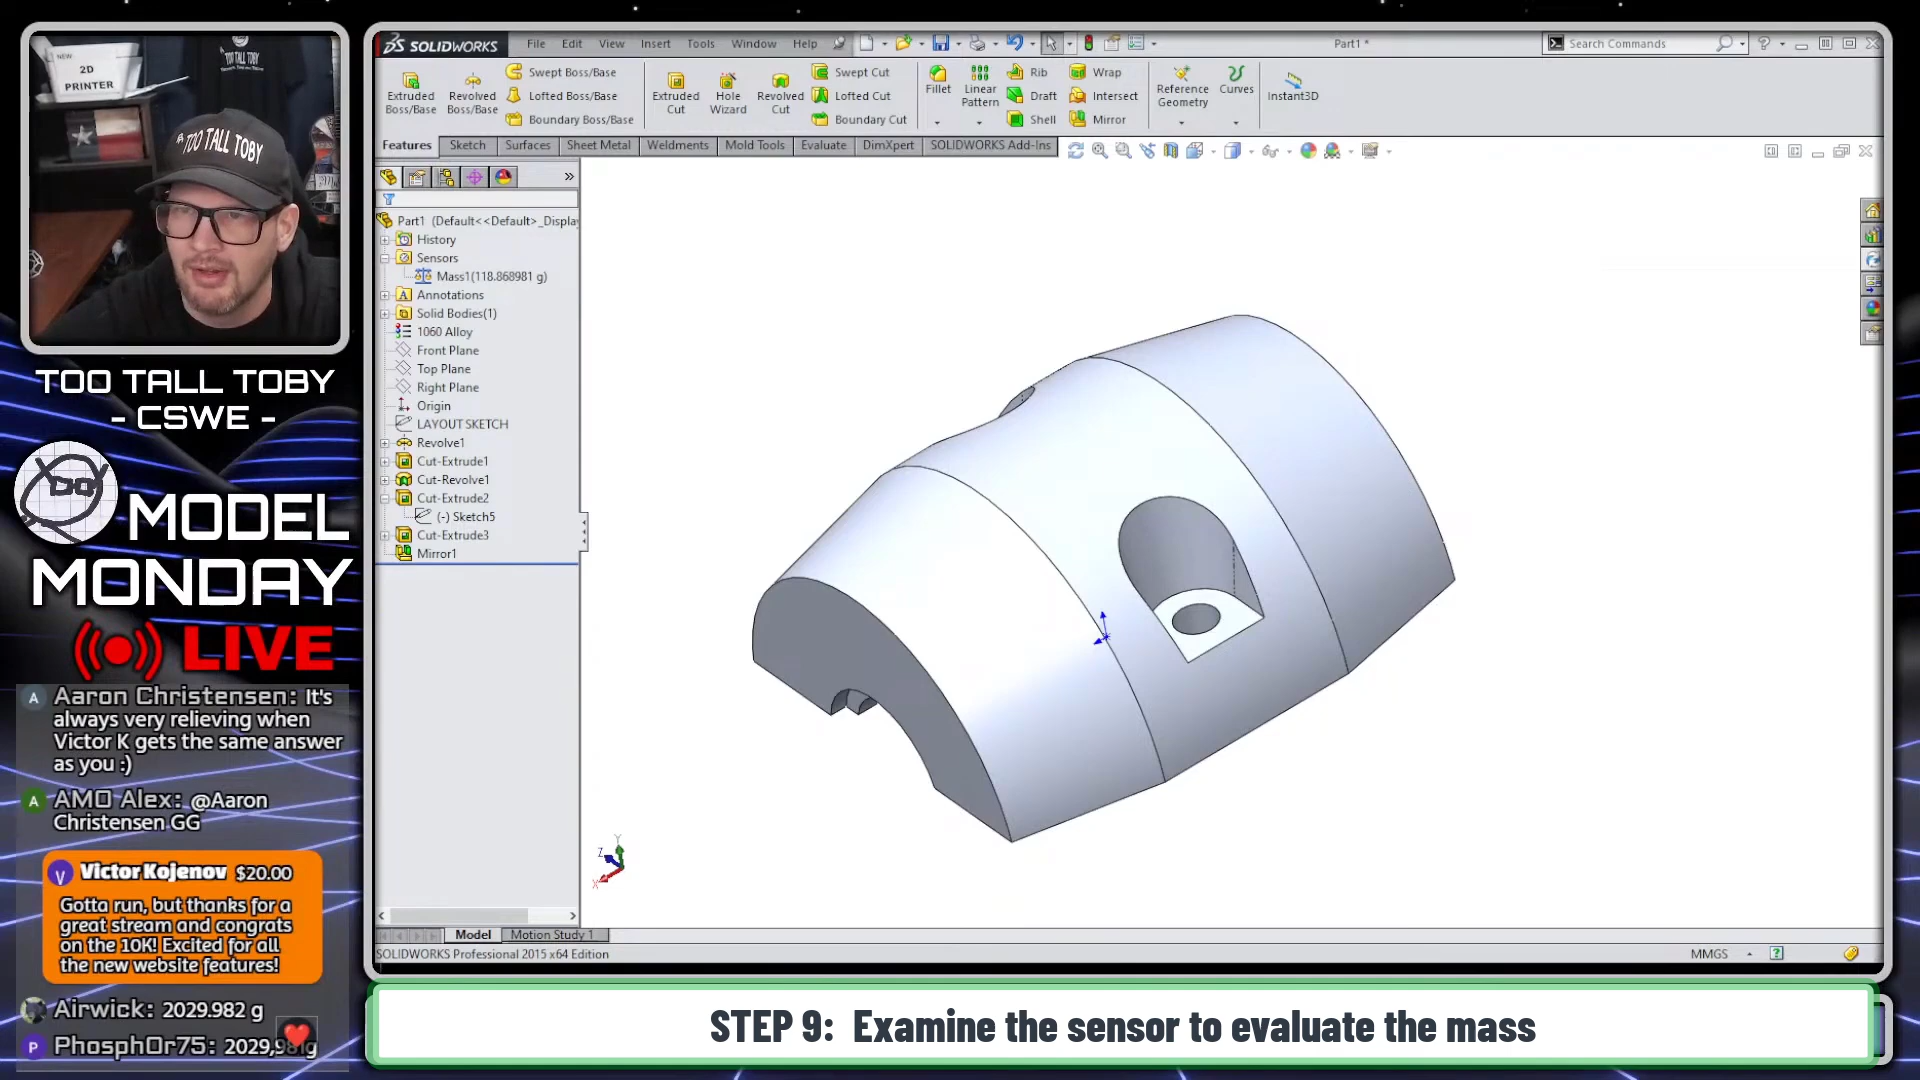 NEW
2D
PRINTER
TOO TALL TOBY
TOO TALL TOBY
- CSWE -
MODEL
MONDAY
LIVE
Aaron Christensen: It's
always very relieving when
Victor K gets the same answer
as you :)
AMO Alex: @Aaron
Christensen GG
Victor Kojenov $20.00
Gotta run, but thanks for a
great stream and congrats
on the 10K! Excited for all
the new website features!
Airwick: 2029.982 g
Phosph0r75: 2029,981g
SOLIDWORKS File Edit View Insert Tools Window Help Part1 * Search Commands
Extruded Boss/Base
Revolved Boss/Base
Swept Boss/Base
Lofted Boss/Base
Boundary Boss/Base
Extruded Cut
Hole Wizard
Revolved Cut
Swept Cut
Lofted Cut
Boundary Cut
Fillet
Linear Pattern
Rib
Draft
Shell
Wrap
Intersect
Mirror
Reference Geometry
Curves
Instant3D
Features Sketch Surfaces Sheet Metal Weldments Mold Tools Evaluate DimXpert SOLIDWORKS Add-Ins
Part1 (Default<<Default>_Display
History
Sensors
Mass1(118.868981 g)
Annotations
Solid Bodies(1)
1060 Alloy
Front Plane
Top Plane
Right Plane
Origin
LAYOUT SKETCH
Revolve1
Cut-Extrude1
Cut-Revolve1
Cut-Extrude2
(-) Sketch5
Cut-Extrude3
Mirror1
Y
Z
X
Model Motion Study 1
SOLIDWORKS Professional 2015 x64 Edition MMGS
STEP 9: Examine the sensor to evaluate the mass